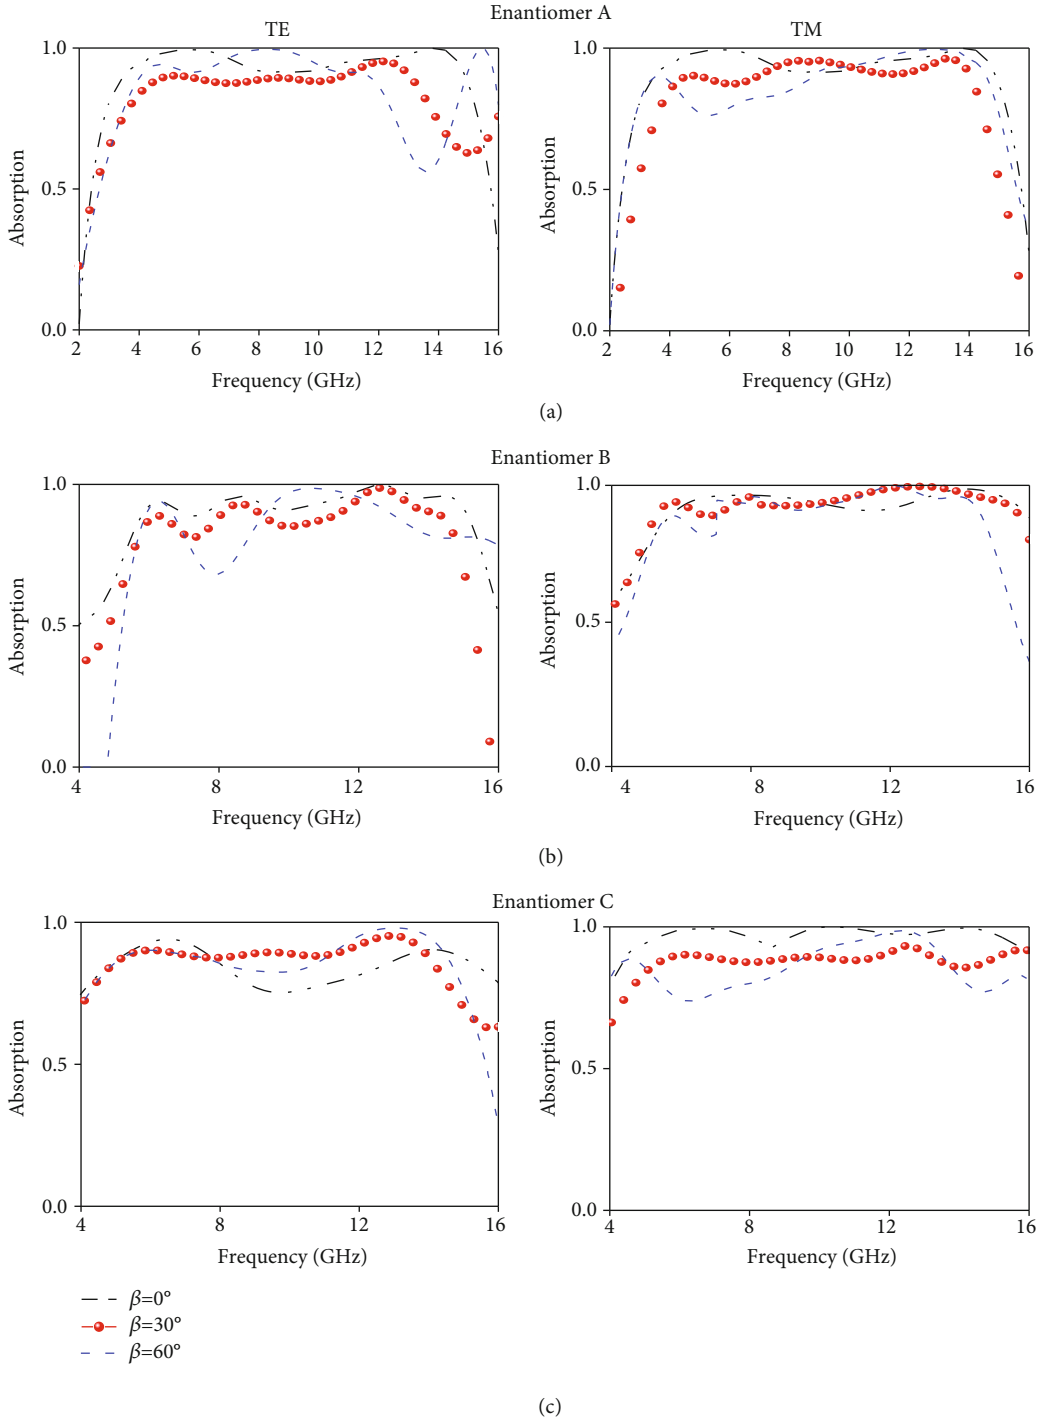 Enantiomer A
TE
TM
1.0
0.5
0.0
Absorption
2 4 6 8 10 12 14 16
Frequency (GHz)
1.0
0.5
0.0
Absorption
2 4 6 8 10 12 14 16
Frequency (GHz)
(a)
Enantiomer B
1.0
0.5
0.0
Absorption
4 8 12 16
Frequency (GHz)
1.0
0.5
0.0
Absorption
4 8 12 16
Frequency (GHz)
(b)
Enantiomer C
1.0
0.5
0.0
Absorption
4 8 12 16
Frequency (GHz)
1.0
0.5
0.0
Absorption
4 8 12 16
Frequency (GHz)
β=0°
β=30°
β=60°
(c)